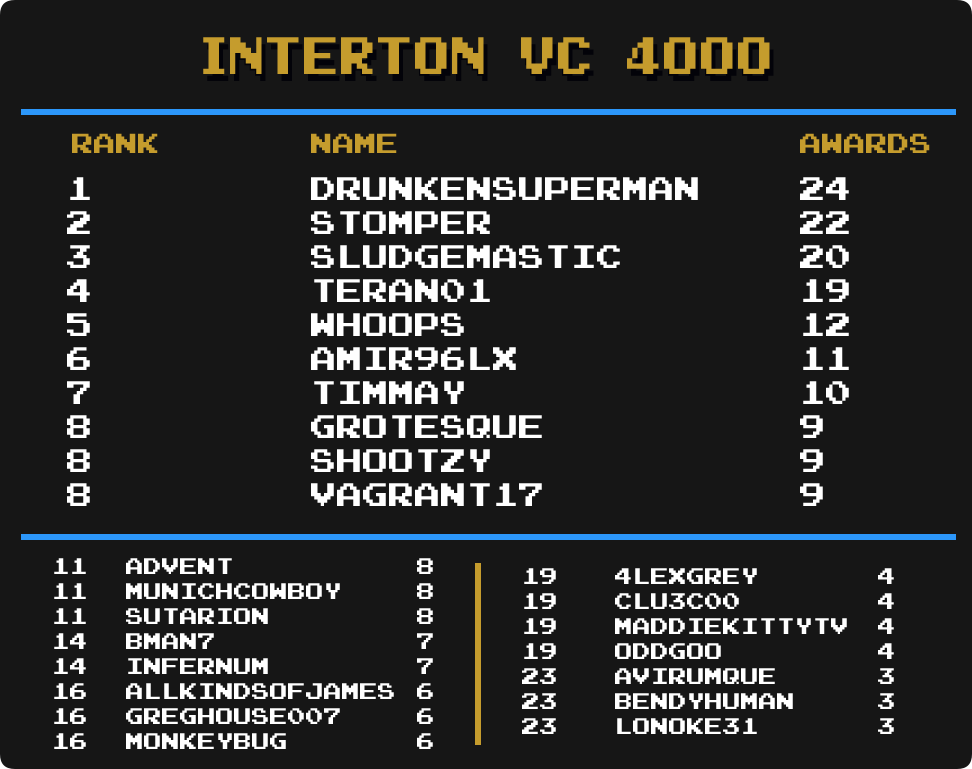 INTERTON VC 4000
RANK NAME AWARDS
1 DRUNKENSUPERMAN 24
2 STOMPER 22
3 SLUDGEMASTIC 20
4 TERAN01 19
5 WHOOPS 12
6 AMIR96LX 11
7 TIMMAY 10
8 GROTESQUE 9
8 SHOOTZY 9
8 VAGRANT17 9
11 ADVENT 8
11 MUNICHCOWBOY 8
11 SUTARION 8
14 BMAN7 7
14 INFERNUM 7
16 ALLKINDSOFJAMES 6
16 GREGHOUSE007 6
16 MONKEYBUG 6
19 4LEXGREY 4
19 CLU3C00 4
19 MADDIEKITTYTV 4
19 ODDGOO 4
23 AVIRUMQUE 3
23 BENDYHUMAN 3
23 LONOKE31 3